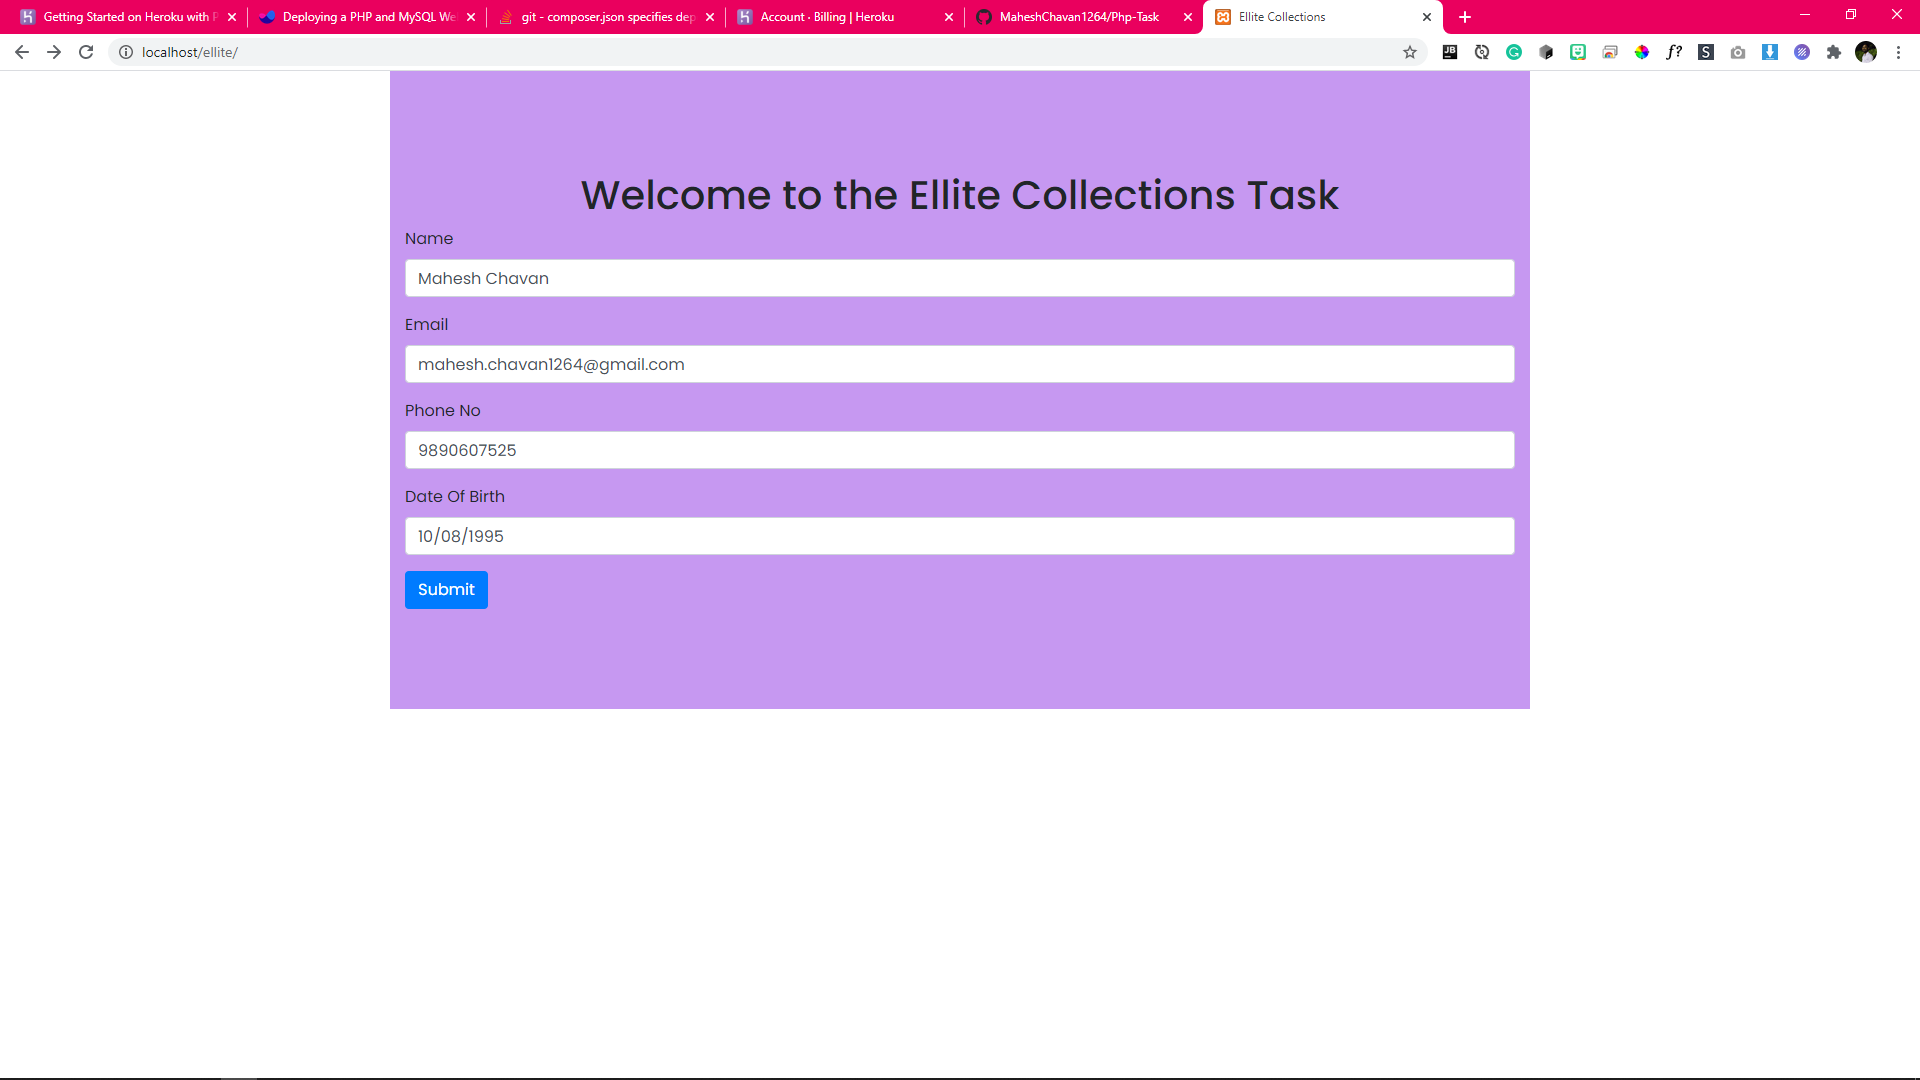 Getting Started on Heroku with
Deploying a PHP and MySQL We
git - composer.json specifies dep
Account · Billing | Heroku
MaheshChavan1264/Php-Task
Ellite Collections
localhost/ellite/
Welcome to the Ellite Collections Task
Name
Mahesh Chavan
Email
mahesh.chavan1264@gmail.com
Phone No
9890607525
Date Of Birth
10/08/1995
Submit